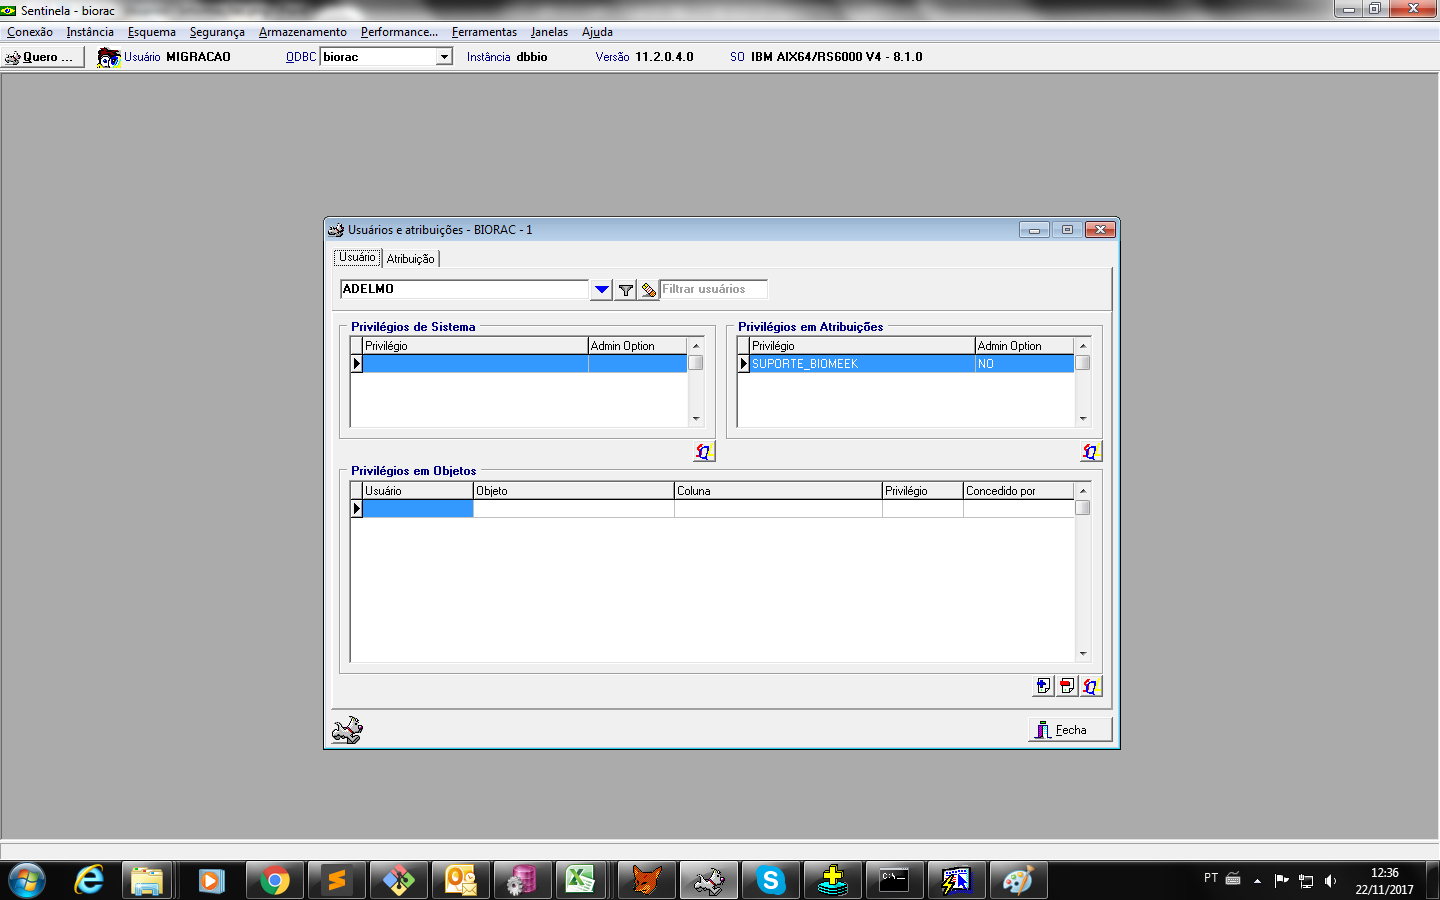 Sentinela - biorac
Conexão Instância Esquema Segurança Armazenamento Performance... Ferramentas Janelas Ajuda
Quero ... Usuário MIGRACAO ODBC biorac Instância dbbio Versão 11.2.0.4.0 SO IBM AIX64/RS6000 V4 - 8.1.0
Usuários e atribuições - BIORAC - 1
Usuário Atribuição
ADELMO Filtrar usuários
Privilégios de Sistema
Privilégio Admin Option
Privilégios em Atribuições
Privilégio Admin Option
SUPORTE_BIOMEEK NO
Privilégios em Objetos
Usuário Objeto Coluna Privilégio Concedido por
Fecha
PT 12:36
22/11/2017